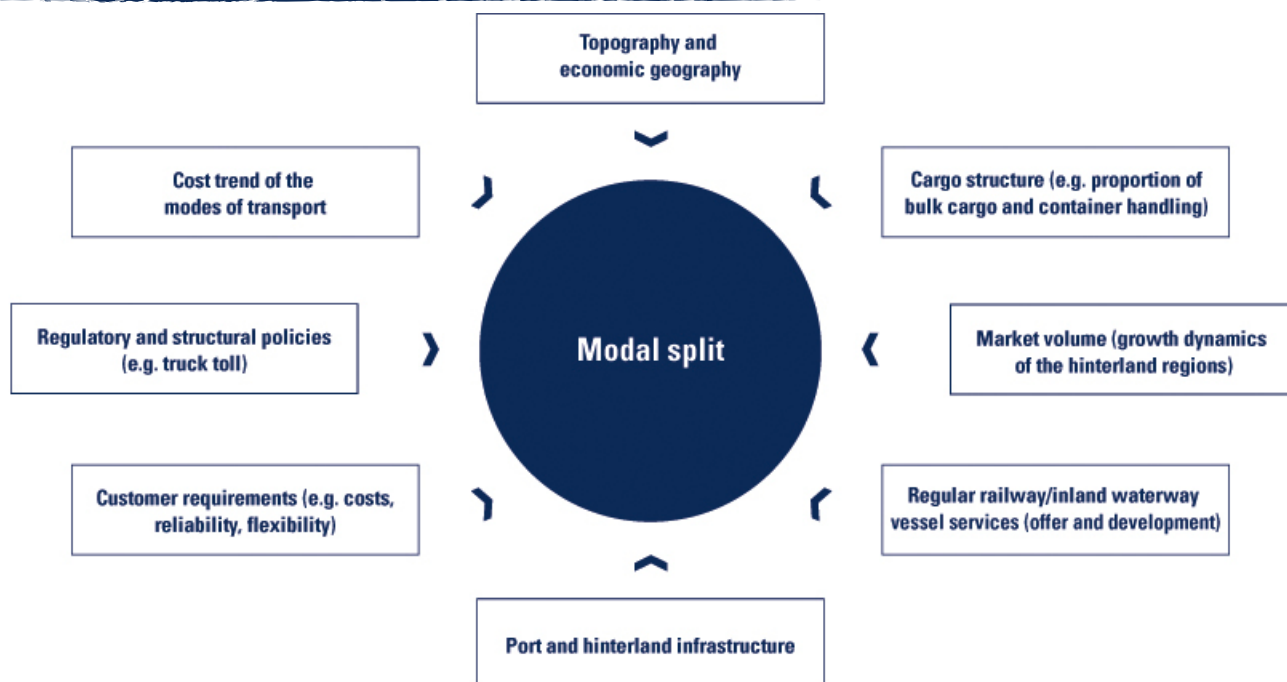 Topography and
economic geography
Cost trend of the
modes of transport
Cargo structure (e.g. proportion of
bulk cargo and container handling)
Regulatory and structural policies
(e.g. truck toll)
Modal split
Market volume (growth dynamics
of the hinterland regions)
Customer requirements (e.g. costs,
reliability, flexibility)
Regular railway/inland waterway
vessel services (offer and development)
Port and hinterland infrastructure